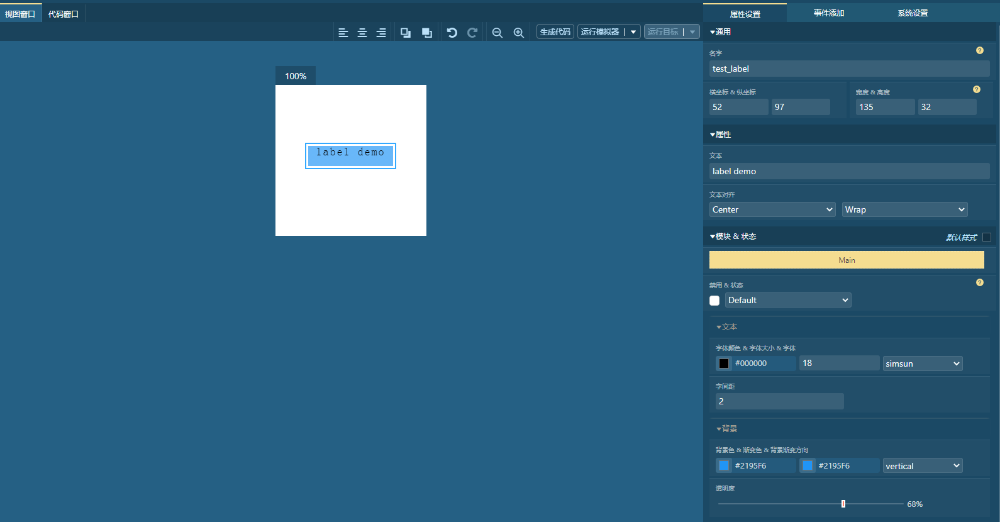 视图窗口 代码窗口
属性设置 事件添加 系统设置
生成代码 运行模拟器 运行目标
100%
label demo
通用
名字 ?
test_label
横坐标 & 纵坐标 宽度 & 高度 ?
52 97 135 32
属性
文本
label demo
文本对齐
Center Wrap
模块 & 状态 默认样式
Main
禁用 & 状态 ?
Default
文本
字体颜色 & 字体大小 & 字体
#000000 18 simsun
字间距
2
背景
背景色 & 渐变色 & 背景渐变方向
#2195F6 #2195F6 vertical
透明度
68%